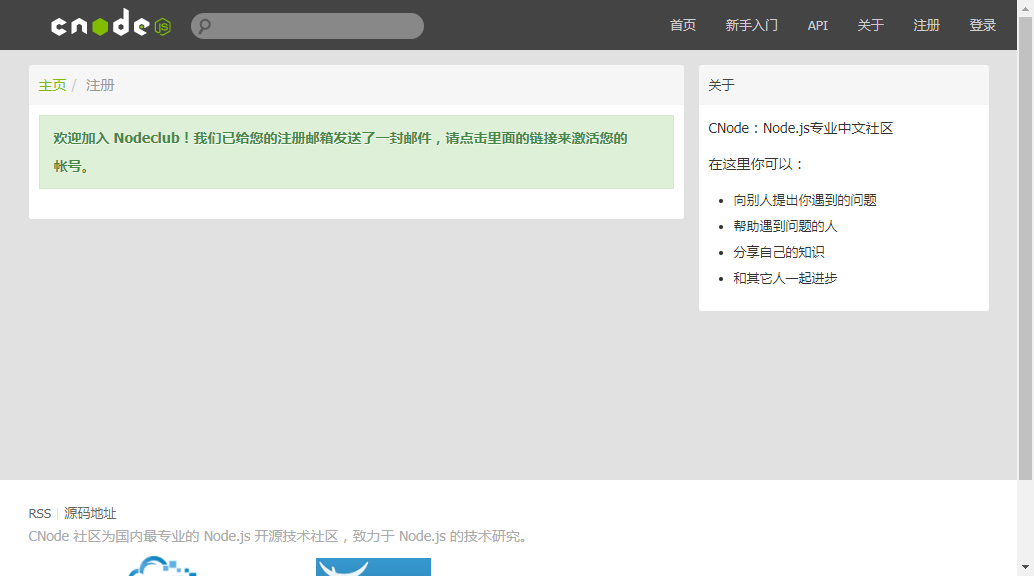 cnode JS
首页 新手入门 API 关于 注册 登录
主页 / 注册
欢迎加入 Nodeclub！我们已给您的注册邮箱发送了一封邮件，请点击里面的链接来激活您的
帐号。
关于
CNode：Node.js专业中文社区
在这里你可以：
• 向别人提出你遇到的问题
• 帮助遇到问题的人
• 分享自己的知识
• 和其它人一起进步
RSS | 源码地址
CNode 社区为国内最专业的 Node.js 开源技术社区，致力于 Node.js 的技术研究。